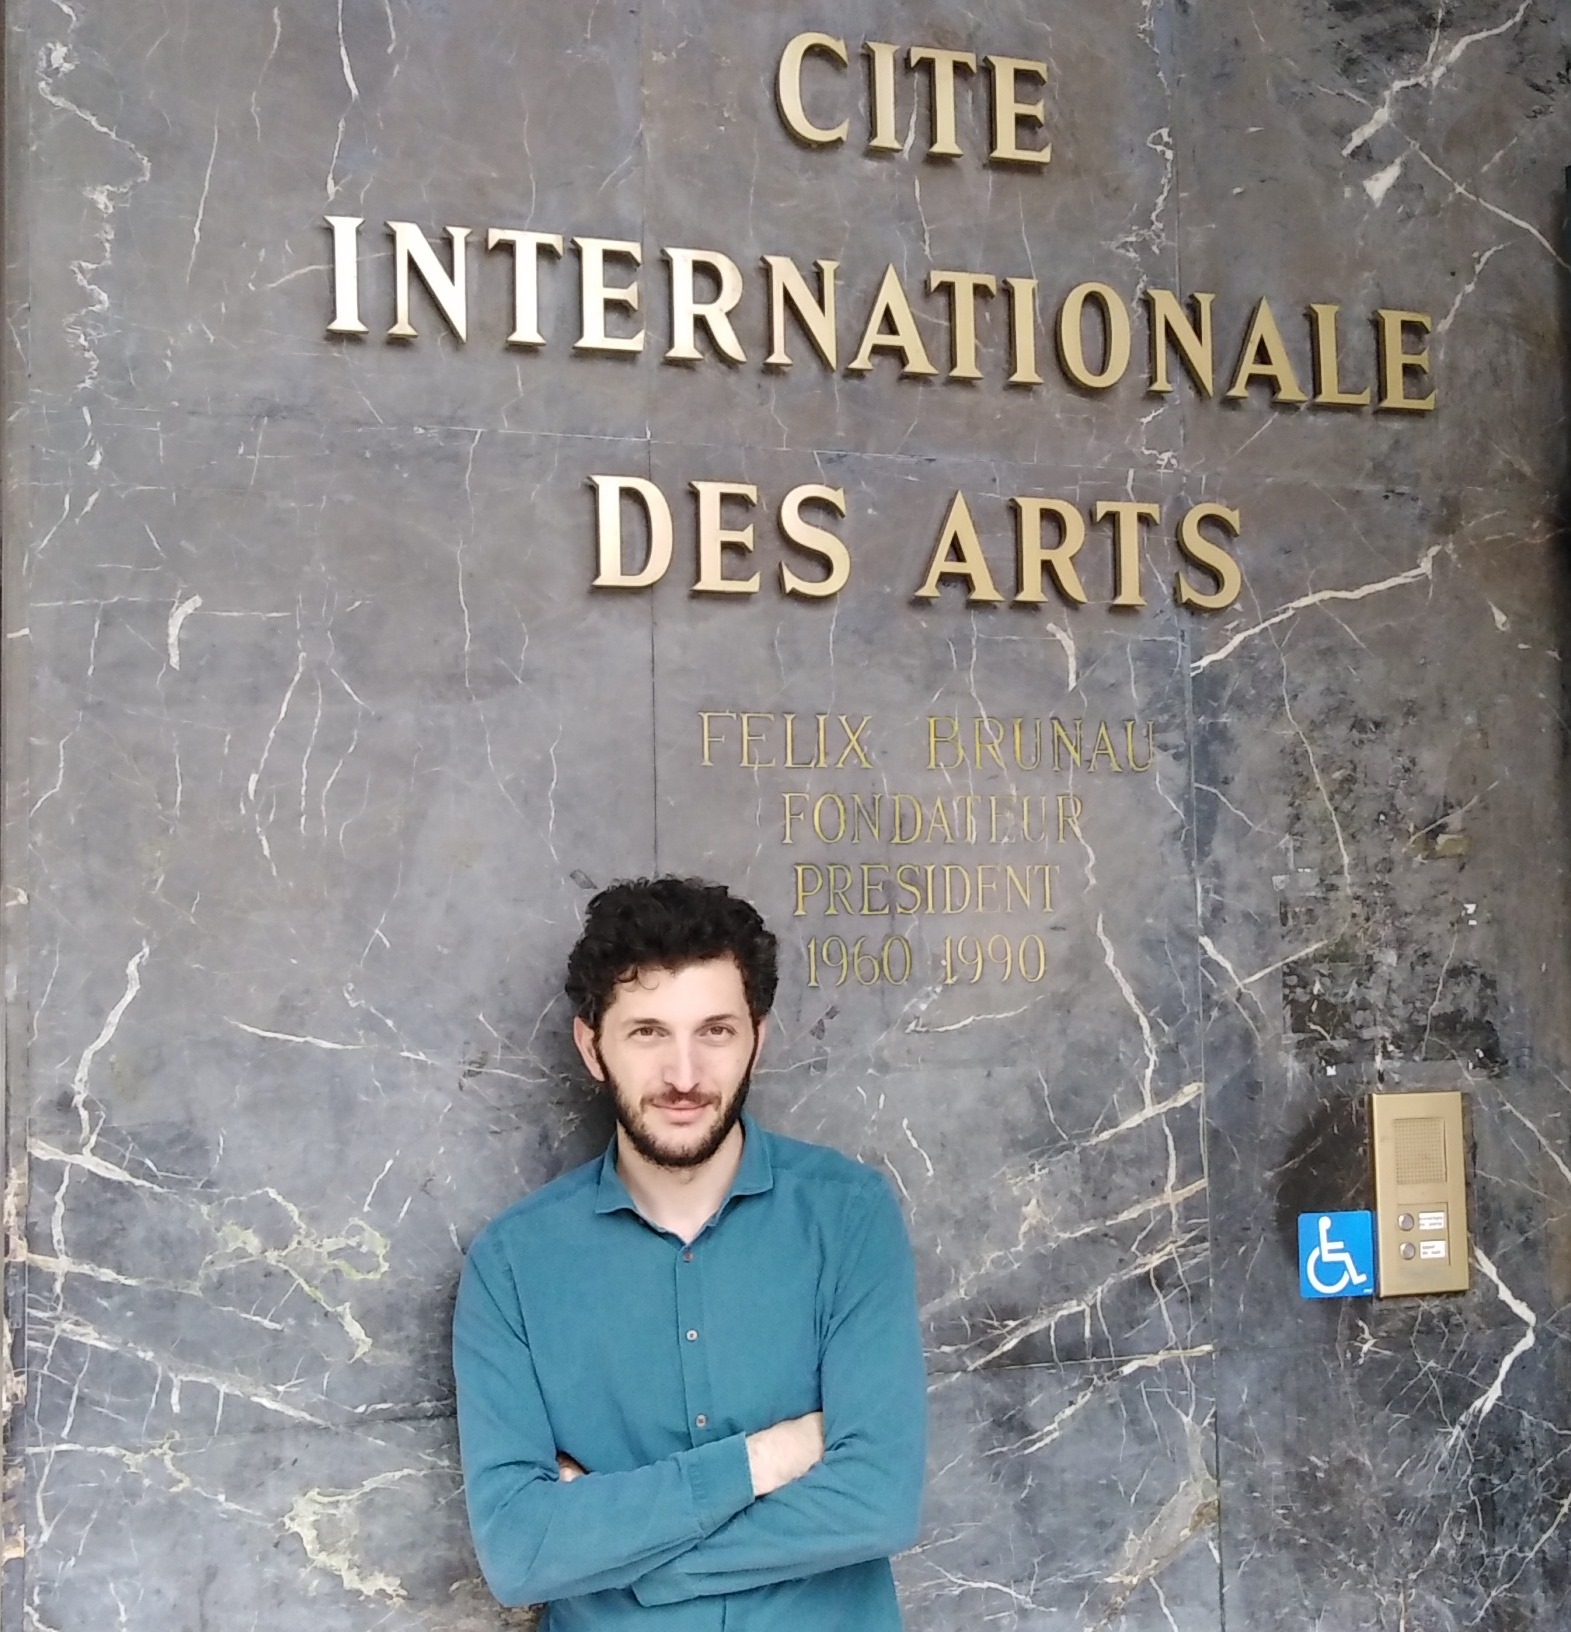 CITE
INTERNATIONALE
DES ARTS
FELIX BRUNAU
FONDATEUR
PRESIDENT
1960 1990